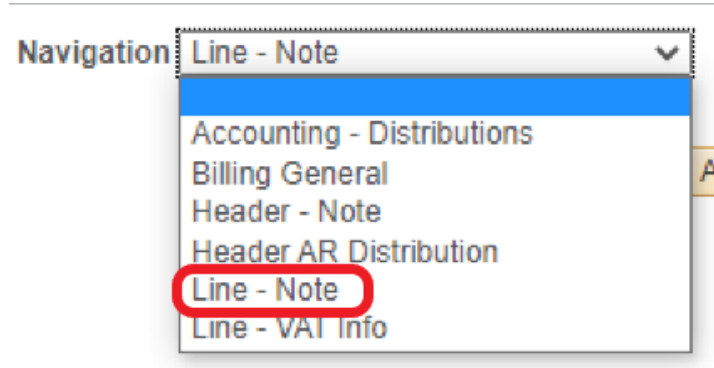 Navigation Line - Note
Accounting - Distributions
Billing General
A
Header - Note
Header AR Distribution
Line - Note
Line - VAT Info